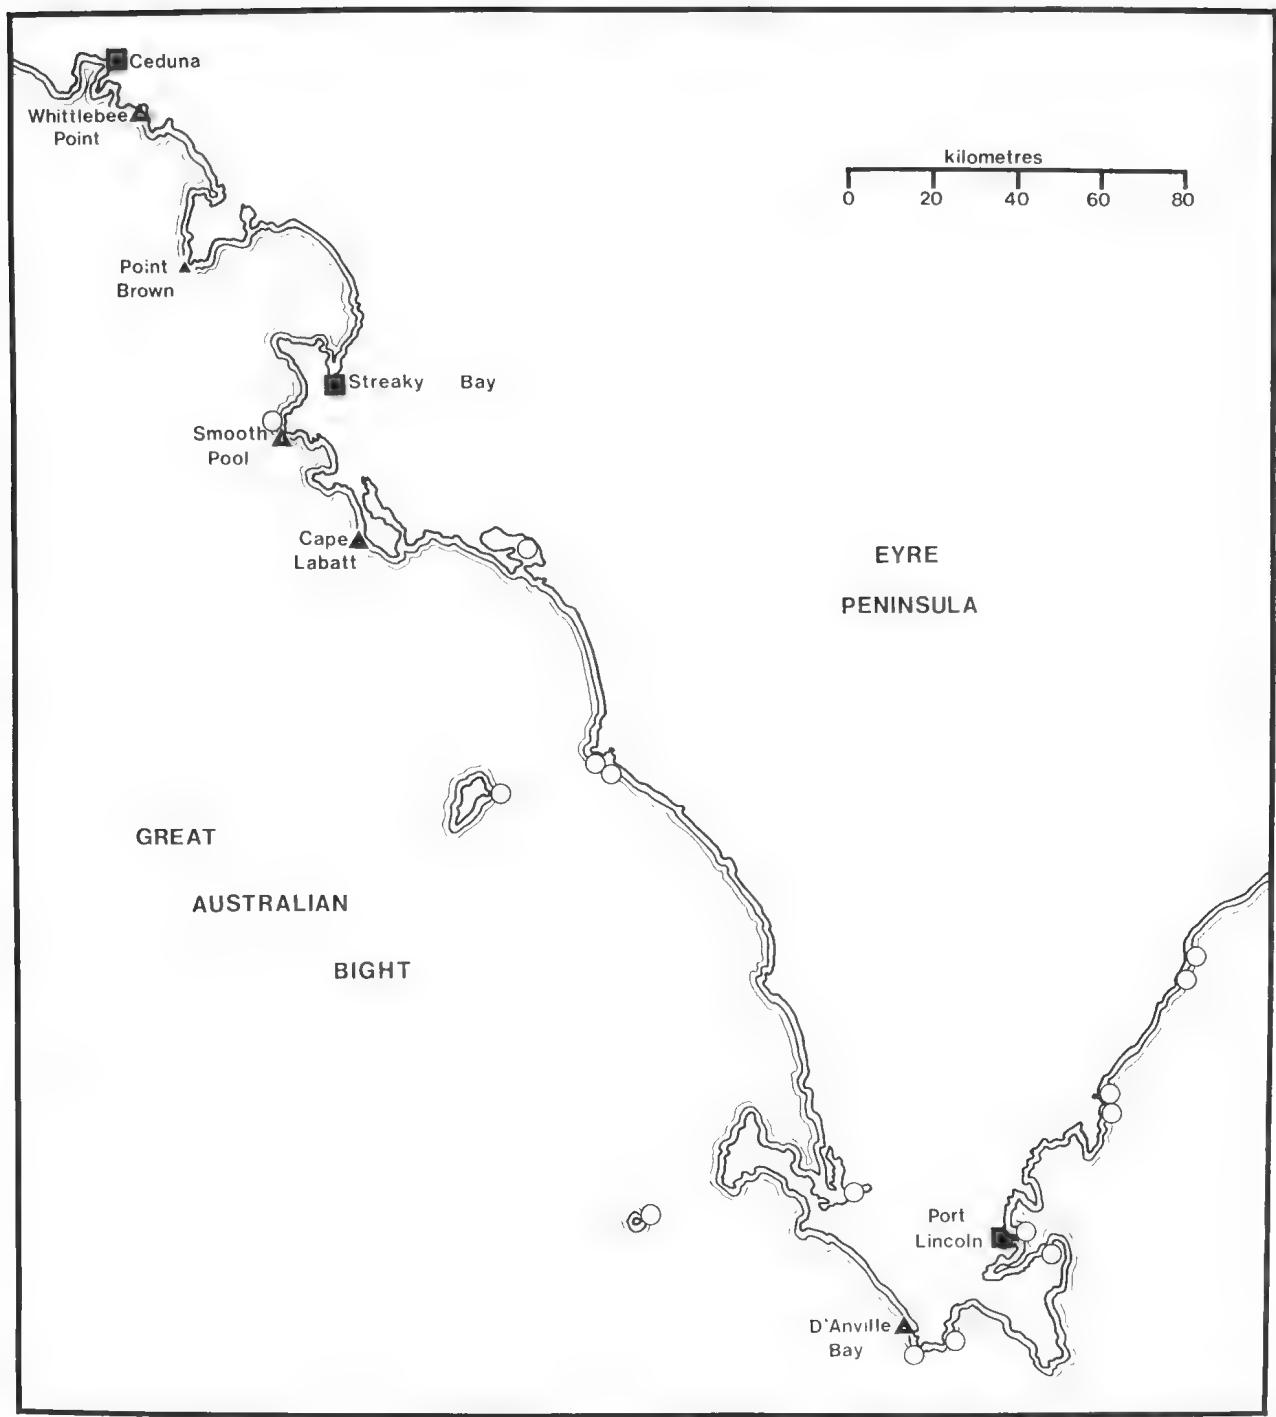 Ceduna
Whittlebee
Point
kilometres
0 20 40 60 80
Point
Brown
Streaky Bay
Smooth
Pool
Cape
Labatt
EYRE
PENINSULA
GREAT
AUSTRALIAN
BIGHT
Port
Lincoln
D'Anville
Bay